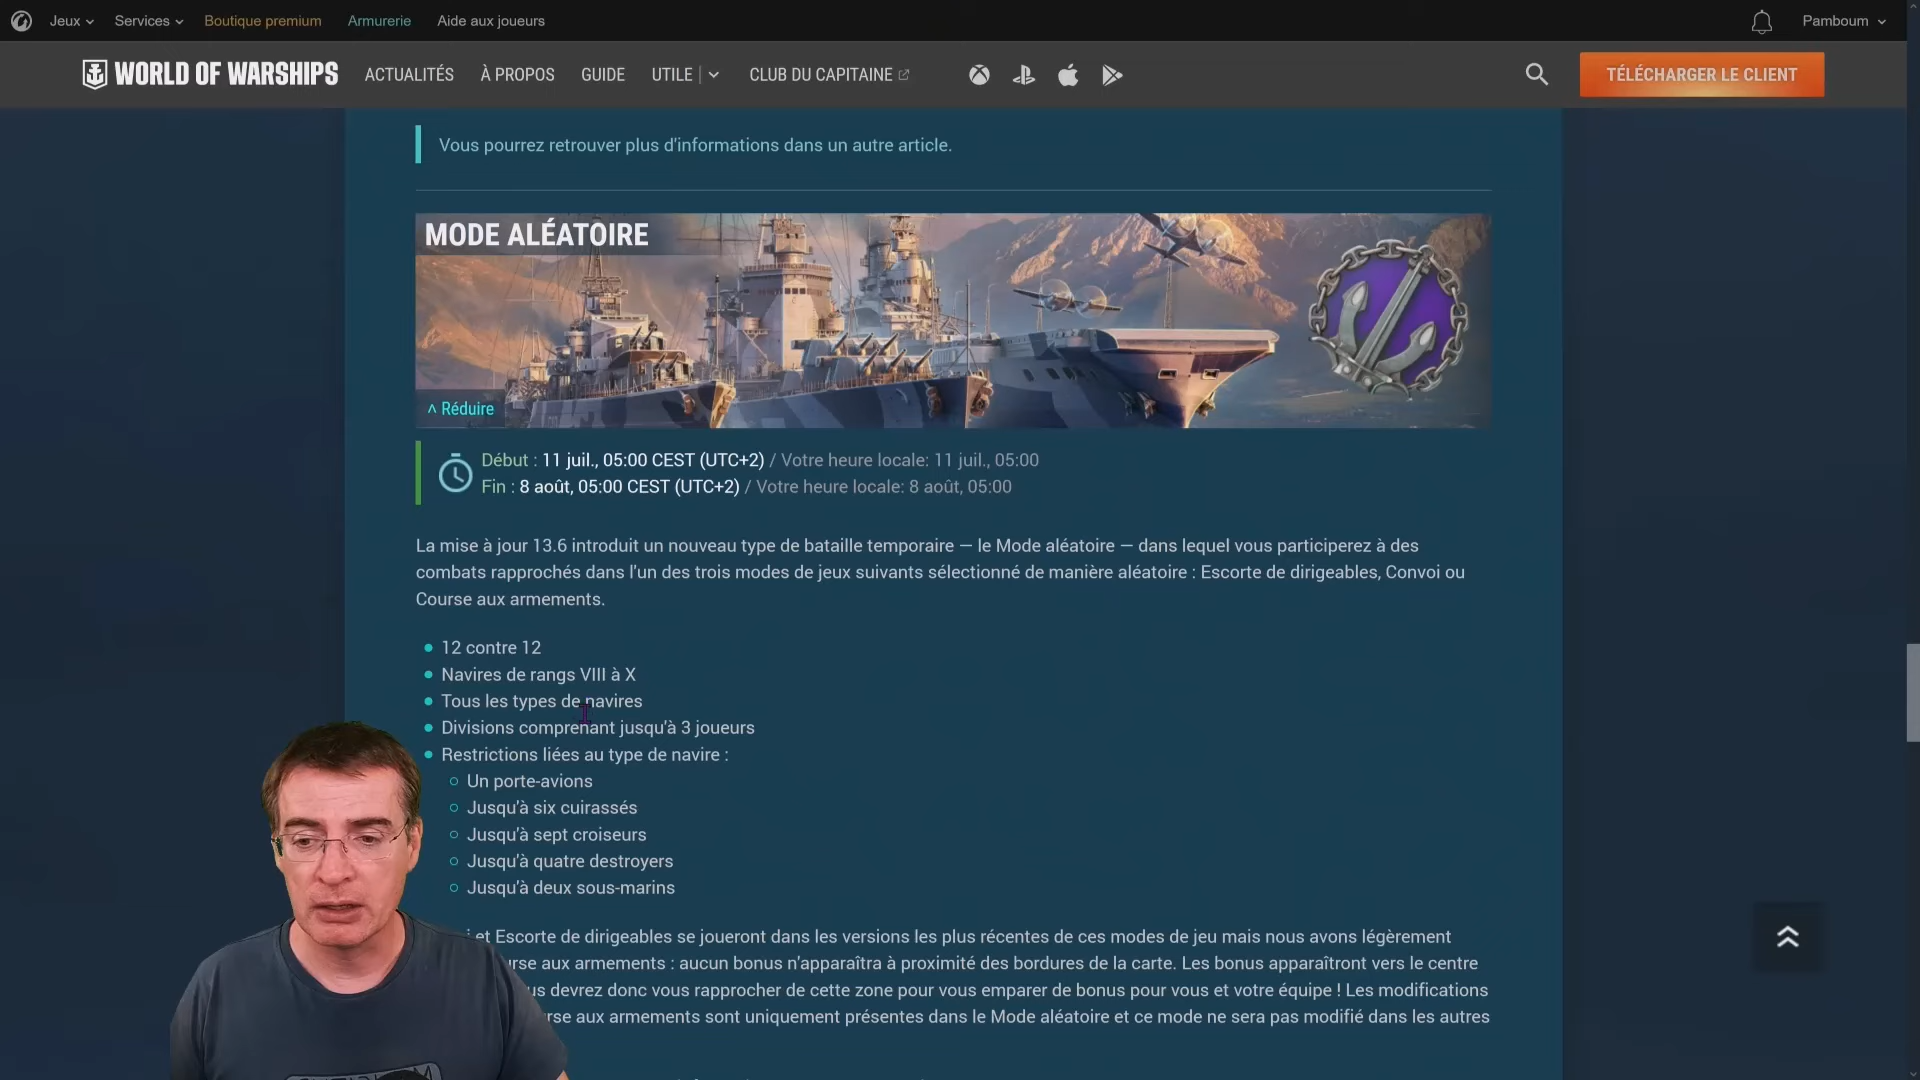 Jeux Services Boutique premium Armurerie Aide aux joueurs Pamboum
WORLD OF WARSHIPS ACTUALITÉS À PROPOS GUIDE UTILE CLUB DU CAPITAINE TÉLÉCHARGER LE CLIENT
Vous pourrez retrouver plus d'informations dans un autre article.
MODE ALÉATOIRE
^ Réduire
Début : 11 juil., 05:00 CEST (UTC+2) / Votre heure locale: 11 juil., 05:00
Fin : 8 août, 05:00 CEST (UTC+2) / Votre heure locale: 8 août, 05:00
La mise à jour 13.6 introduit un nouveau type de bataille temporaire — le Mode aléatoire — dans lequel vous participerez à des
combats rapprochés dans l'un des trois modes de jeux suivants sélectionné de manière aléatoire : Escorte de dirigeables, Convoi ou
Course aux armements.
12 contre 12
Navires de rangs VIII à X
Tous les types de navires
Divisions comprenant jusqu'à 3 joueurs
Restrictions liées au type de navire :
Un porte-avions
Jusqu'à six cuirassés
Jusqu'à sept croiseurs
Jusqu'à quatre destroyers
Jusqu'à deux sous-marins
et Escorte de dirigeables se joueront dans les versions les plus récentes de ces modes de jeu mais nous avons légèrement
aux armements : aucun bonus n'apparaîtra à proximité des bordures de la carte. Les bonus apparaîtront vers le centre
devrez donc vous rapprocher de cette zone pour vous emparer de bonus pour vous et votre équipe ! Les modifications
aux armements sont uniquement présentes dans le Mode aléatoire et ce mode ne sera pas modifié dans les autres